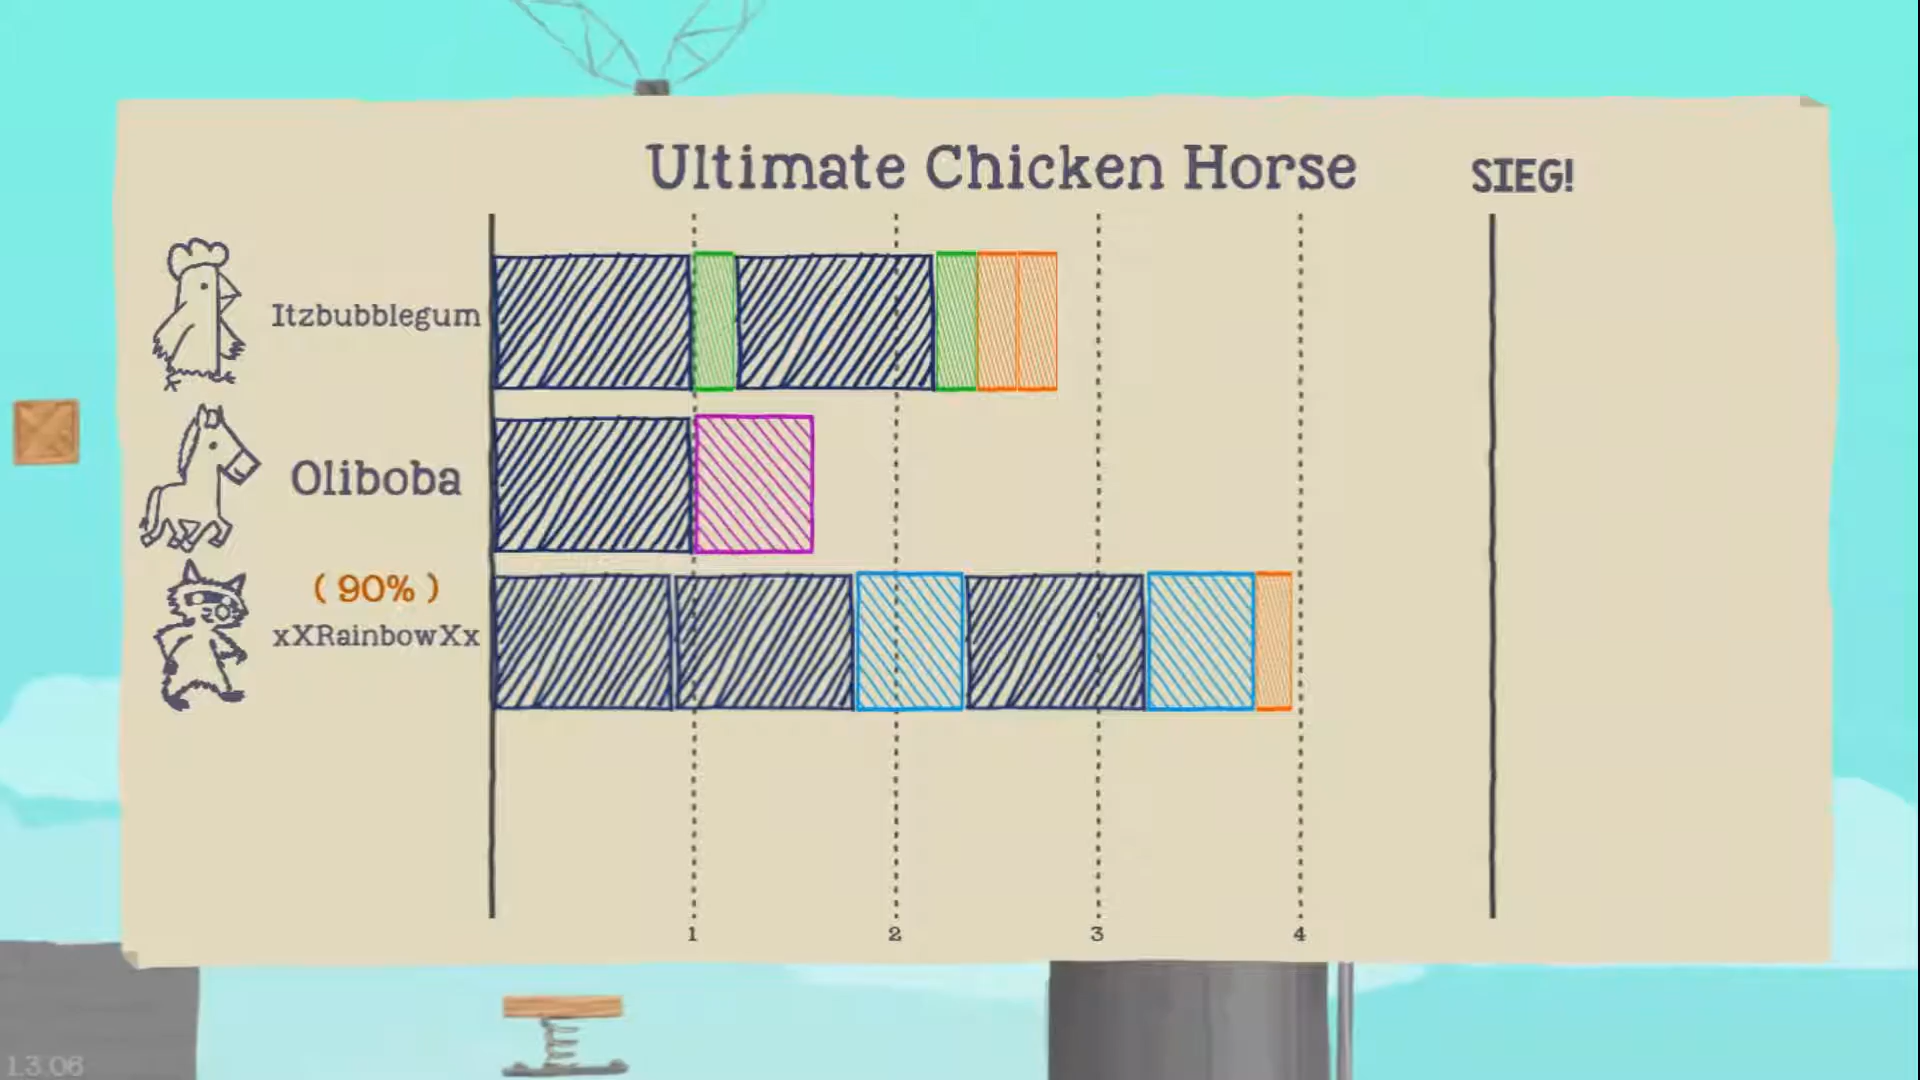 Ultimate Chicken Horse
SIEG!
Itzbubblegum
Oliboba
( 90% )
xXRainbowXx
1 2 3 4
1.3.06